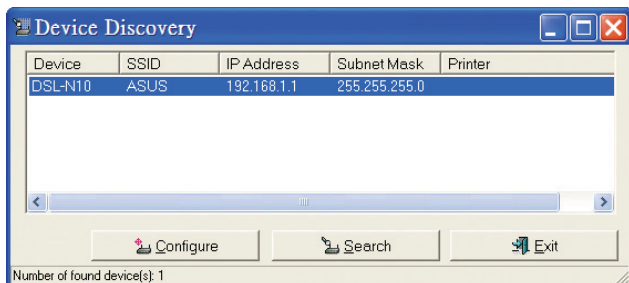 Device Discovery
Device SSID IP Address Subnet Mask Printer
DSL-N10 ASUS 192.168.1.1 255.255.255.0
Configure Search Exit
Number of found device(s): 1